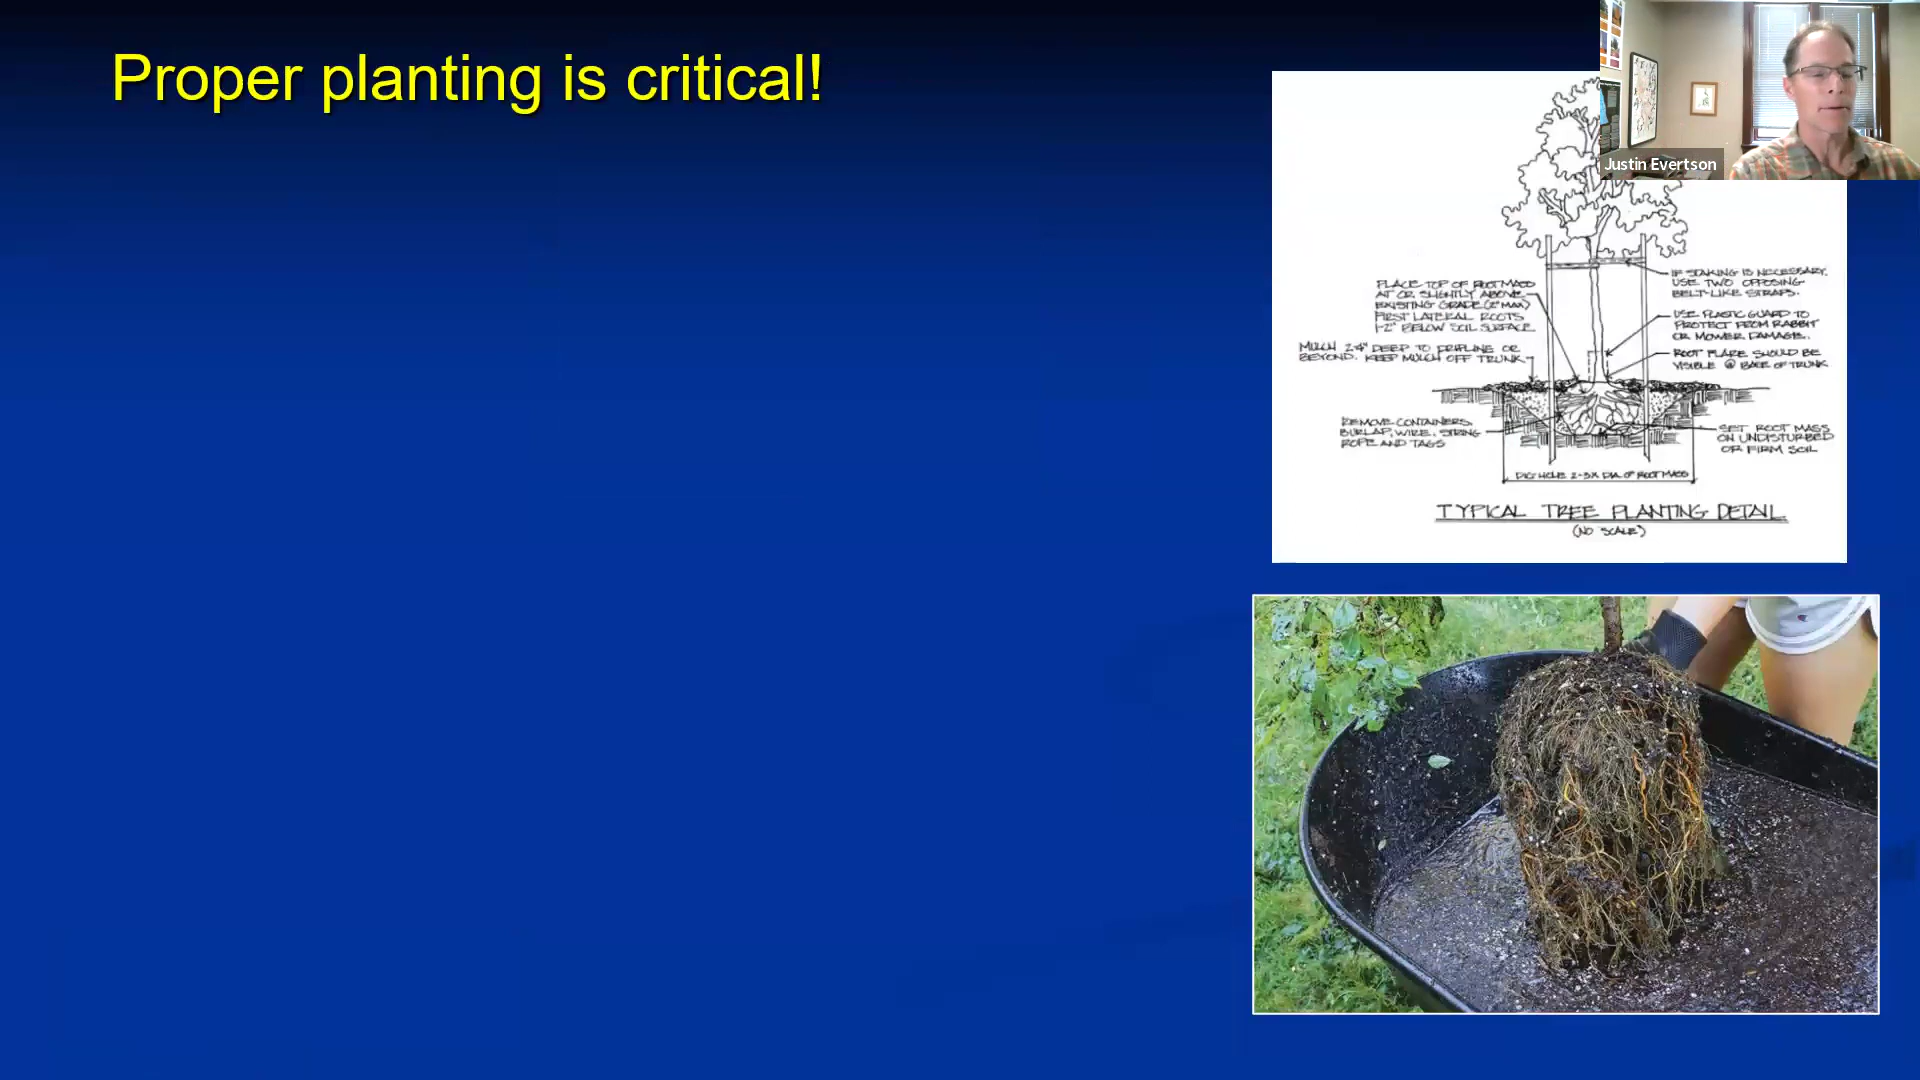 Proper planting is critical!
Justin Evertson
IF STAKING IS NECESSARY,
USE TWO OPPOSING
BELT-LIKE STRAPS.
PLACE TOP OF ROOT MASS
AT OR SLIGHTLY ABOVE
EXISTING GRADE (2" MAX)
FIRST LATERAL ROOTS
1-2" BELOW SOIL SURFACE
USE PLASTIC GUARD TO
PROTECT FROM RABBIT
OR MOWER DAMAGE.
MULCH 2-4" DEEP TO DRIPLINE OR
BEYOND. KEEP MULCH OFF TRUNK
ROOT FLARE SHOULD BE
VISIBLE @ BASE OF TRUNK
REMOVE CONTAINERS,
BURLAP, WIRE, STRING
ROPE AND TAGS
SET ROOT MASS
ON UNDISTURBED
OR FIRM SOIL
DIG HOLE 2-3X DIA. OF ROOT MASS
TYPICAL TREE PLANTING DETAIL
(NO SCALE)